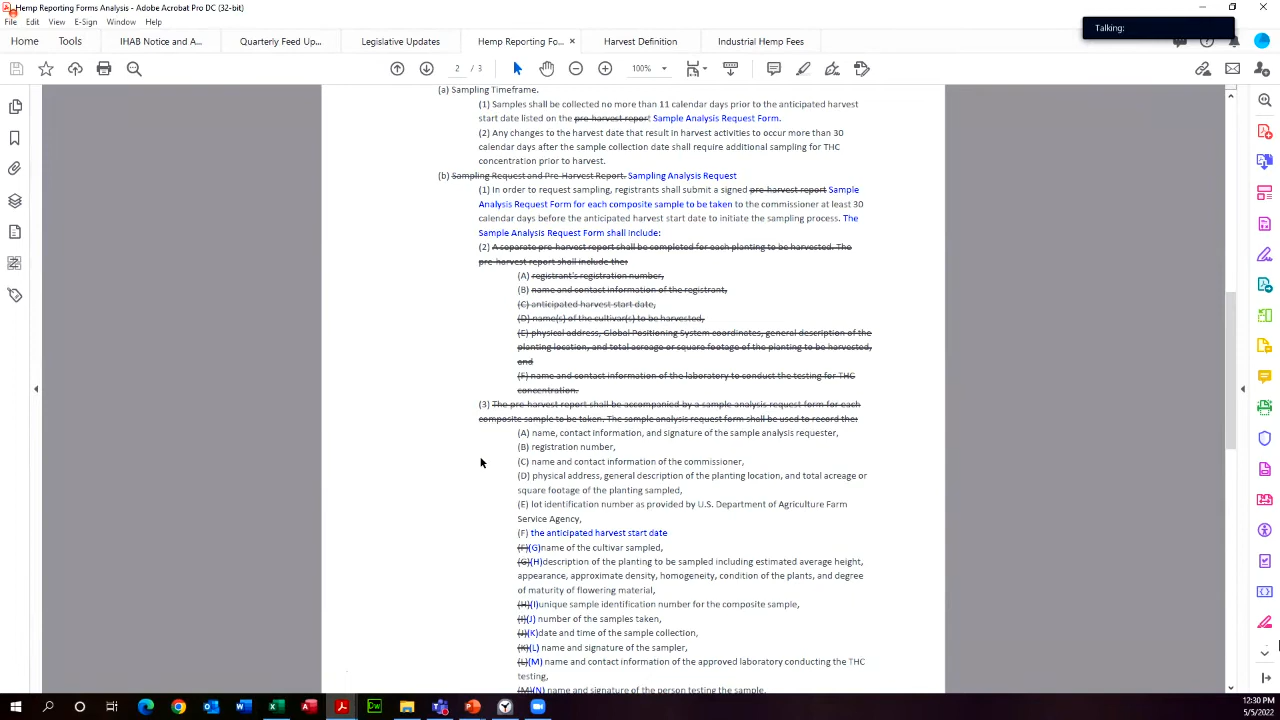 Hemp Reporting Forms Analysis - Adobe Acrobat Pro DC (32-bit)
File Edit View E-Sign Window Help
Talking:
Home Tools IHAB Notice and A... Quarterly Feed Up... Legislative Updates Hemp Reporting Fo... × Harvest Definition Industrial Hemp Fees
2 / 3 100%
(a) Sampling Timeframe.
(1) Samples shall be collected no more than 11 calendar days prior to the anticipated harvest
start date listed on the pre-harvest report Sample Analysis Request Form.
(2) Any changes to the harvest date that result in harvest activities to occur more than 30
calendar days after the sample collection date shall require additional sampling for THC
concentration prior to harvest.
(b) Sampling Request and Pre-Harvest Report. Sampling Analysis Request
(1) In order to request sampling, registrants shall submit a signed pre-harvest report Sample
Analysis Request Form for each composite sample to be taken to the commissioner at least 30
calendar days before the anticipated harvest start date to initiate the sampling process. The
Sample Analysis Request Form shall include:
(2) A separate pre-harvest report shall be completed for each planting to be harvested. The
pre-harvest report shall include the:
(A) registrant's registration number,
(B) name and contact information of the registrant,
(C) anticipated harvest start date,
(D) name(s) of the cultivar(s) to be harvested,
(E) physical address, Global Positioning System coordinates, general description of the
planting location, and total acreage or square footage of the planting to be harvested,
and
(F) name and contact information of the laboratory to conduct the testing for THC
concentration.
(3) The pre-harvest report shall be accompanied by a sample analysis request form for each
composite sample to be taken. The sample analysis request form shall be used to record the:
(A) name, contact information, and signature of the sample analysis requester,
(B) registration number,
(C) name and contact information of the commissioner,
(D) physical address, general description of the planting location, and total acreage or
square footage of the planting sampled,
(E) lot identification number as provided by U.S. Department of Agriculture Farm
Service Agency,
(F) the anticipated harvest start date
(F)(G)name of the cultivar sampled,
(G)(H)description of the planting to be sampled including estimated average height,
appearance, approximate density, homogeneity, condition of the plants, and degree
of maturity of flowering material,
(H)(I)unique sample identification number for the composite sample,
(I)(J) number of the samples taken,
(J)(K)date and time of the sample collection,
(K)(L) name and signature of the sampler,
(L)(M) name and contact information of the approved laboratory conducting the THC
testing,
(M)(N) name and signature of the person testing the sample,
12:30 PM
5/5/2022